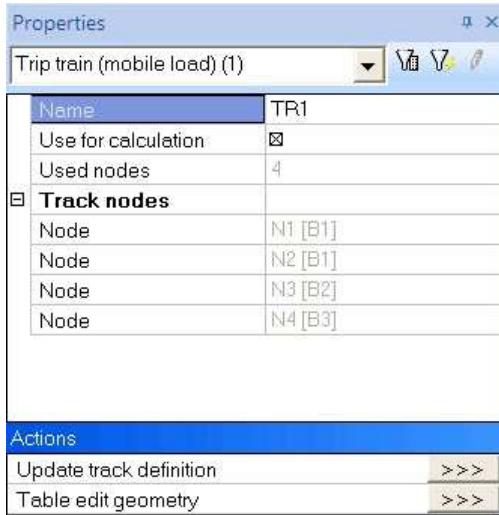 Properties
Trip train (mobile load) (1)
Name TR1
Use for calculation
Used nodes 4
Track nodes
Node N1 [B1]
Node N2 [B1]
Node N3 [B2]
Node N4 [B3]
Actions
Update track definition >>>
Table edit geometry >>>